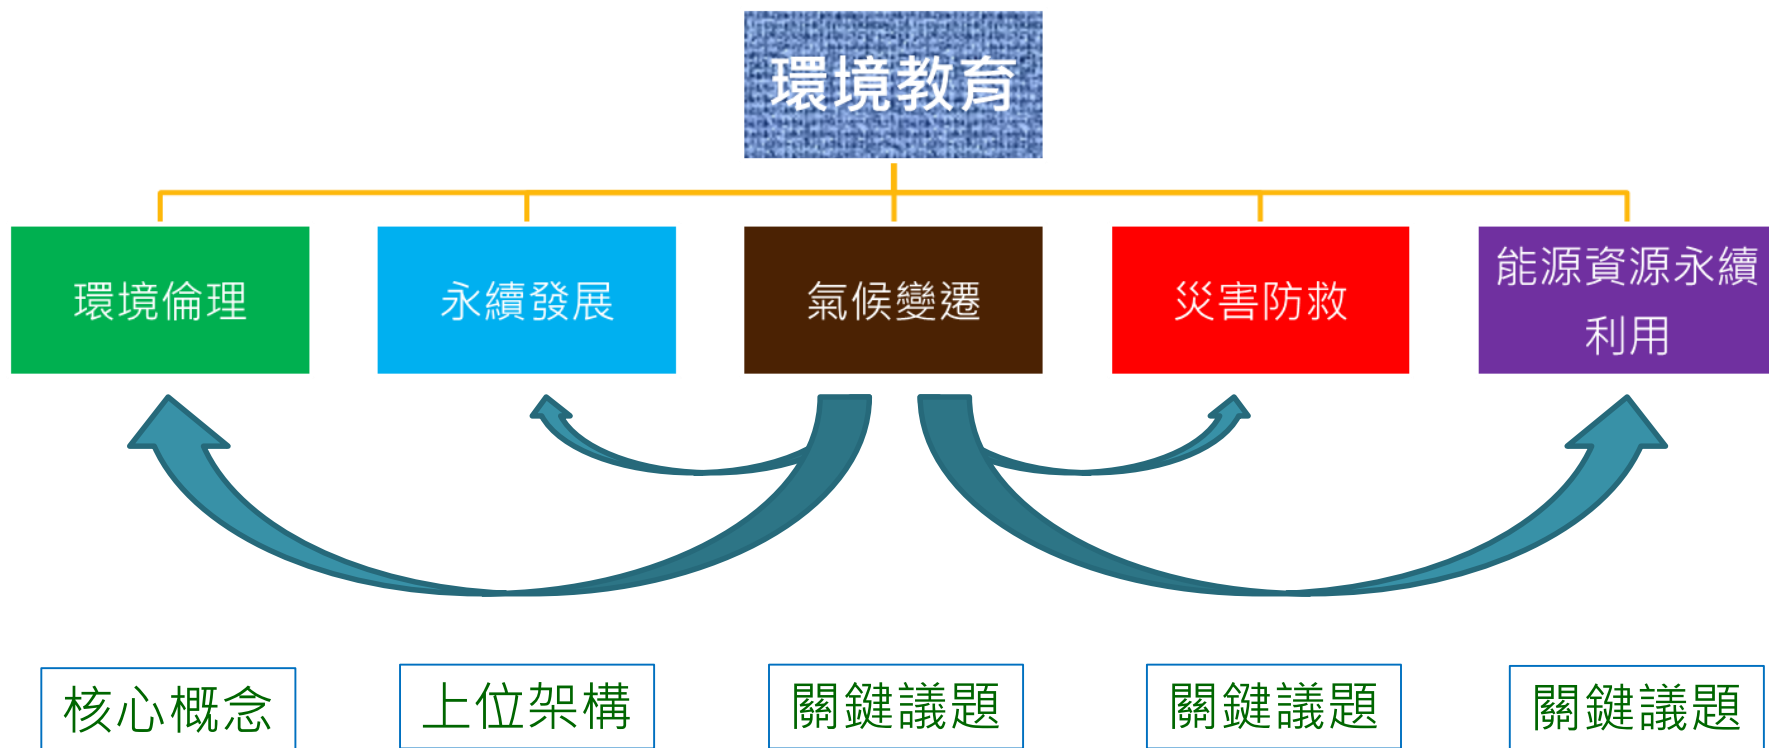 環境教育
環境倫理
永續發展
氣候變遷
災害防救
能源資源永續
利用
核心概念
上位架構
關鍵議題
關鍵議題
關鍵議題